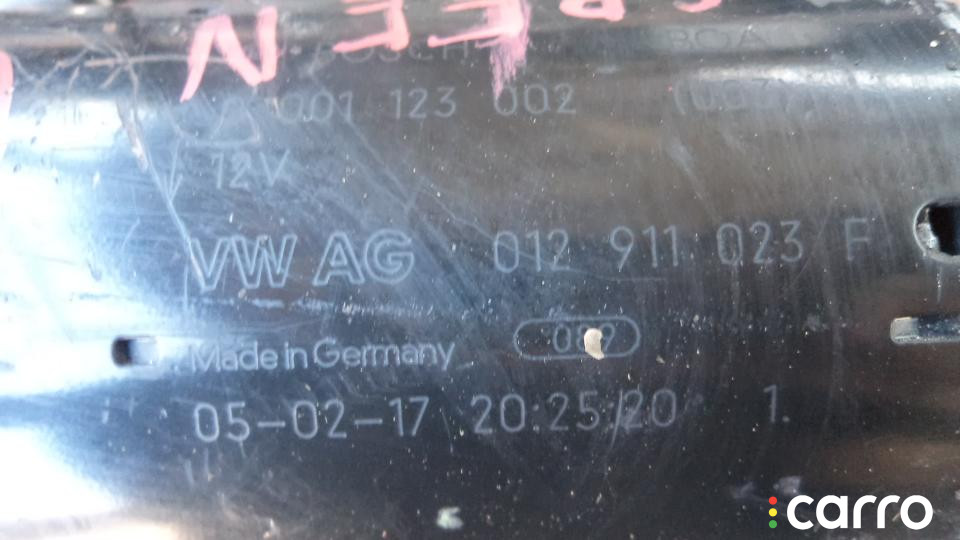 BOSCH
0 001 123 002
12V
VW AG 012 911 023 F
Made in Germany
05-02-17 20:25:20 1.
carro